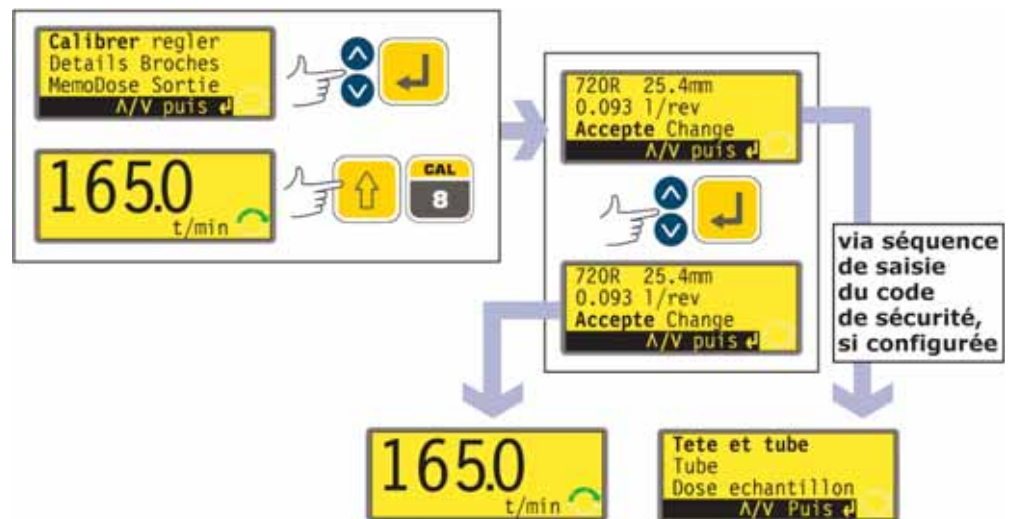 Calibrer regler
Details Broches
MemoDose Sortie
∧/∨ puis ↲
165.0
t/min
CAL
8
720R 25.4mm
0.093 l/rev
Accepte Change
∧/∨ puis ↲
720R 25.4mm
0.093 l/rev
Accepte Change
∧/∨ puis ↲
via séquence
de saisie
du code
de sécurité,
si configurée
165.0
t/min
Tete et tube
Tube
Dose echantillon
∧/∨ Puis ↲